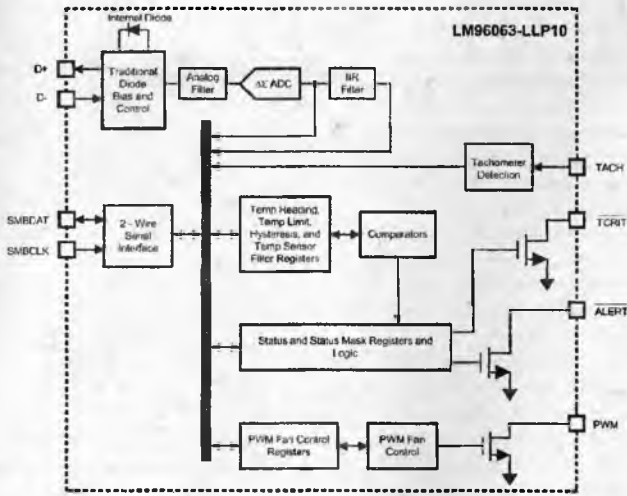 Internal Diode
LM96063-LLP10
D+
D-
Traditional
Diode
Bias and
Control
Analog
Filter
ΔΣ ADC
IIR
Filter
Tachometer
Detection
TACH
SMBDAT
SMBCLK
2 - Wire
Serial
Interface
Temp Reading,
Temp Limit,
Hysteresis, and
Temp Sensor
Filter Registers
Comparators
TCRIT
Status and Status Mask Registers and
Logic
ALERT
PWM Fan Control
Registers
PWM Fan
Control
PWM